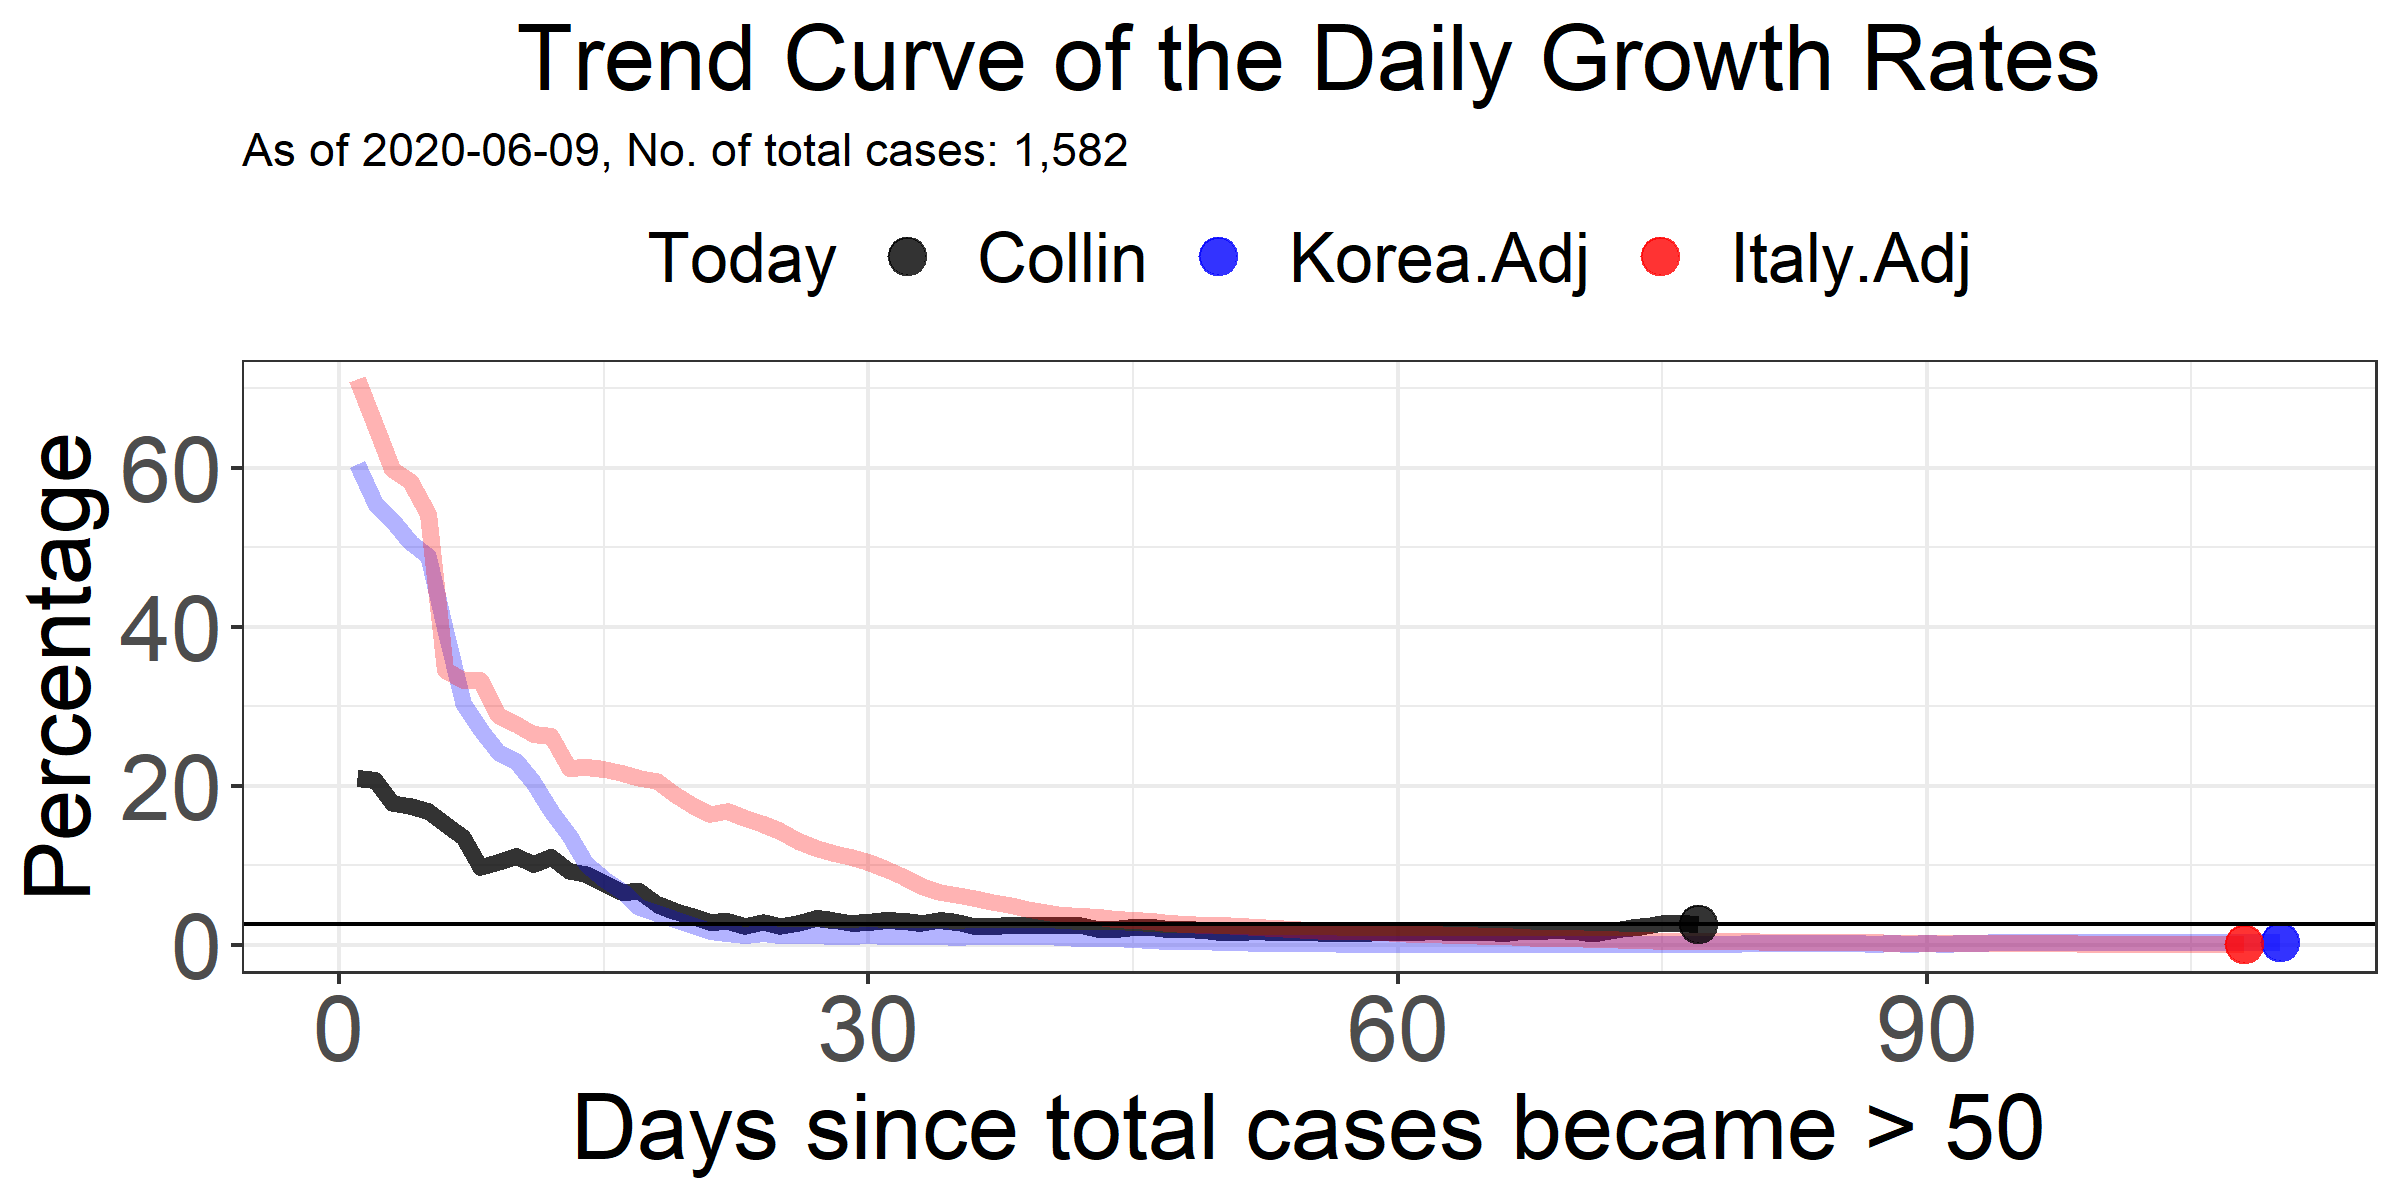 Trend Curve of the Daily Growth Rates
As of 2020-06-09, No. of total cases: 1,582
Today Collin Korea.Adj Italy.Adj
Percentage
60
40
20
0
0 30 60 90
Days since total cases became > 50